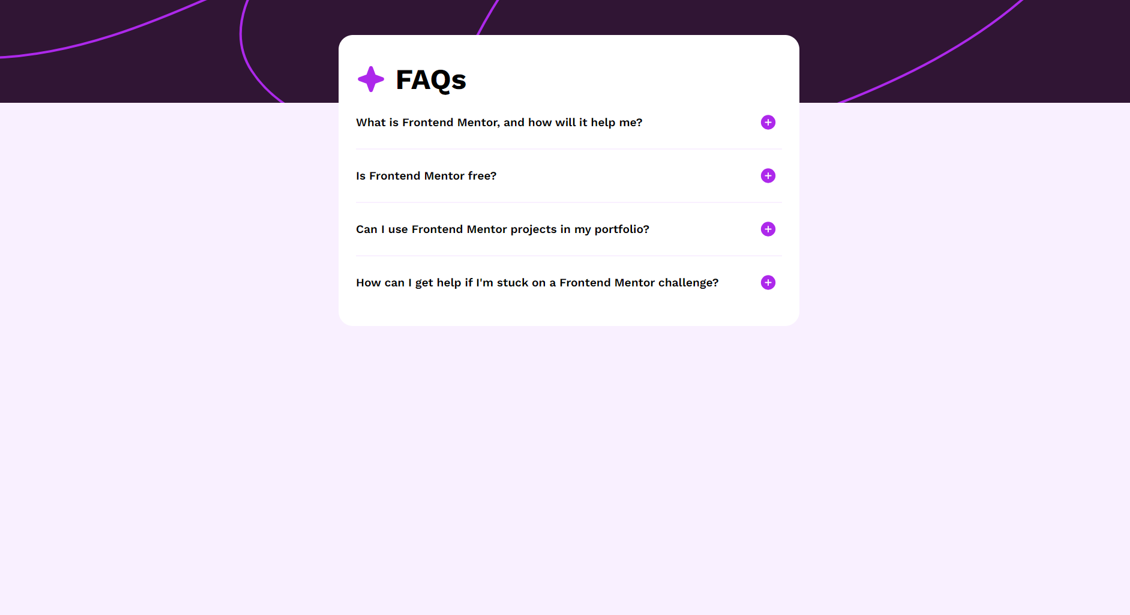 FAQs
What is Frontend Mentor, and how will it help me?
Is Frontend Mentor free?
Can I use Frontend Mentor projects in my portfolio?
How can I get help if I'm stuck on a Frontend Mentor challenge?